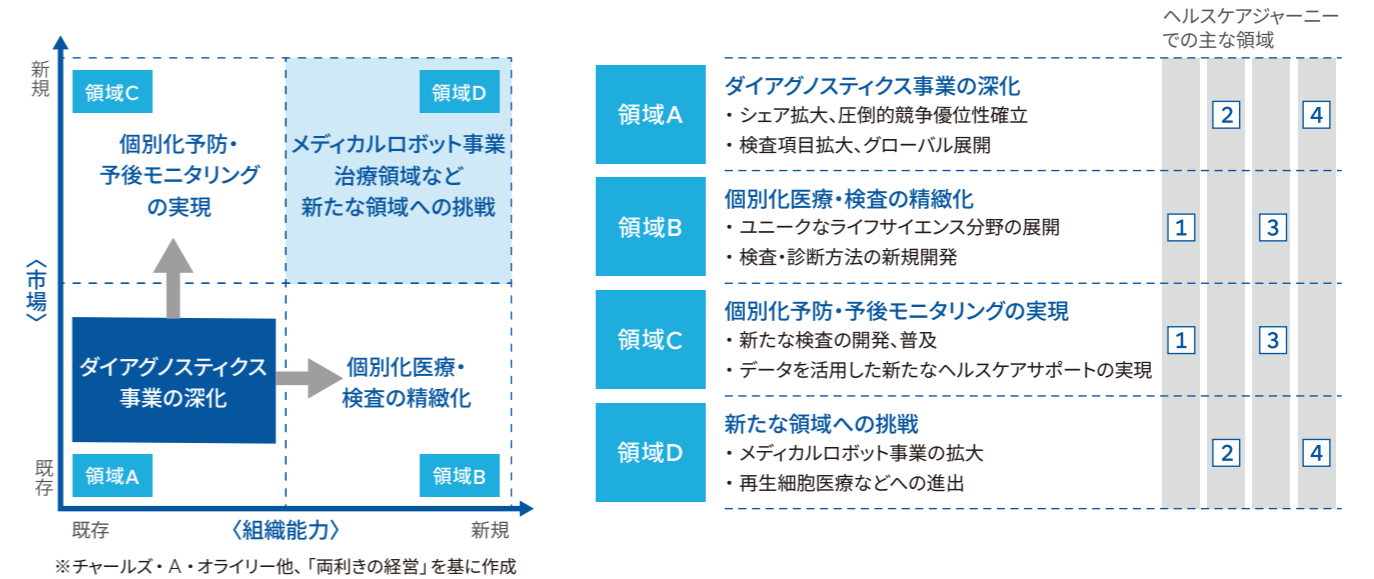 新規
領域C
領域D
個別化予防・
予後モニタリング
の実現
メディカルロボット事業
治療領域など
新たな領域への挑戦
〈市場〉
ダイアグノスティクス
事業の深化
個別化医療・
検査の精緻化
既存
領域A
領域B
既存
〈組織能力〉
新規
※チャールズ・A・オライリー他、「両利きの経営」を基に作成
ヘルスケアジャーニー
での主な領域
領域A
ダイアグノスティクス事業の深化
・シェア拡大、圧倒的競争優位性確立
・検査項目拡大、グローバル展開
2 4
領域B
個別化医療・検査の精緻化
・ユニークなライフサイエンス分野の展開
・検査・診断方法の新規開発
1 3
領域C
個別化予防・予後モニタリングの実現
・新たな検査の開発、普及
・データを活用した新たなヘルスケアサポートの実現
1 3
領域D
新たな領域への挑戦
・メディカルロボット事業の拡大
・再生細胞医療などへの進出
2 4